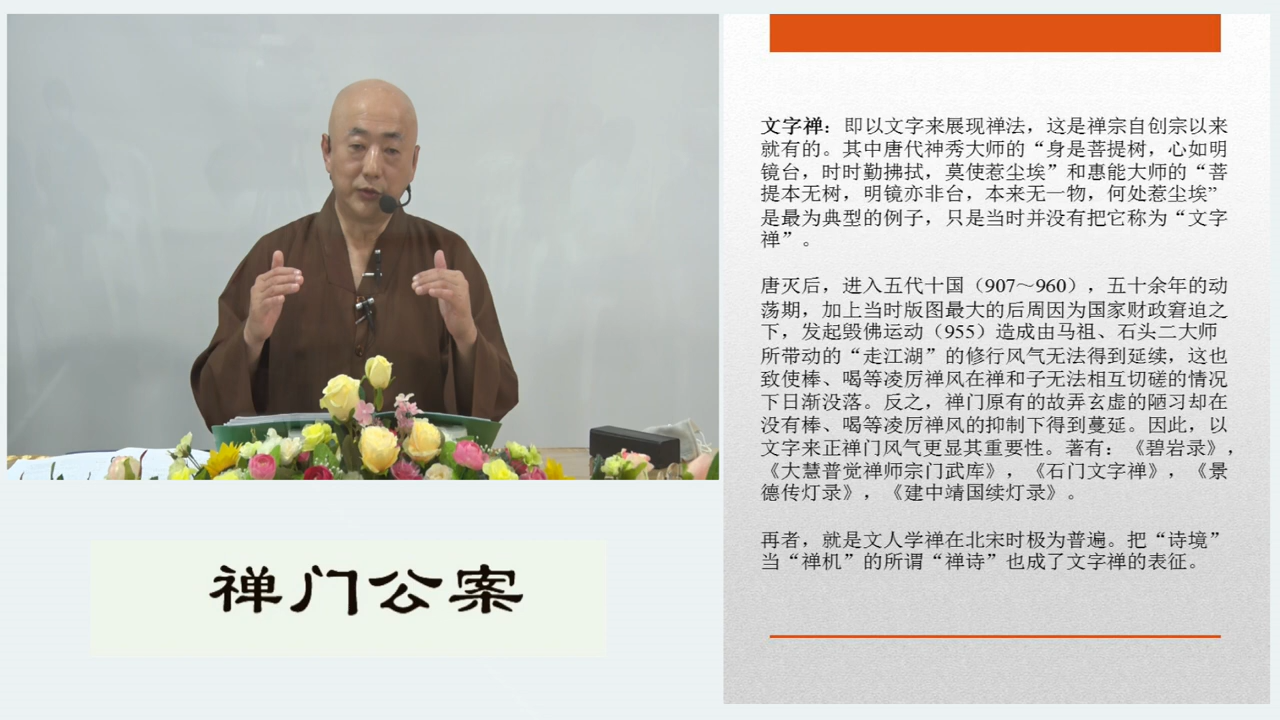 文字禅：即以文字来展现禅法，这是禅宗自创宗以来
就有的。其中唐代神秀大师的“身是菩提树，心如明
镜台，时时勤拂拭，莫使惹尘埃”和惠能大师的“菩
提本无树，明镜亦非台，本来无一物，何处惹尘埃”
是最为典型的例子，只是当时并没有把它称为“文字
禅”。
唐灭后，进入五代十国（907～960），五十余年的动
荡期，加上当时版图最大的后周因为国家财政窘迫之
下，发起毁佛运动（955）造成由马祖、石头二大师
所带动的“走江湖”的修行风气无法得到延续，这也
致使棒、喝等凌厉禅风在禅和子无法相互切磋的情况
下日渐没落。反之，禅门原有的故弄玄虚的陋习却在
没有棒、喝等凌厉禅风的抑制下得到蔓延。因此，以
文字来正禅门风气更显其重要性。著有：《碧岩录》，
《大慧普觉禅师宗门武库》，《石门文字禅》，《景
德传灯录》，《建中靖国续灯录》。
再者，就是文人学禅在北宋时极为普遍。把“诗境”
当“禅机”的所谓“禅诗”也成了文字禅的表征。
禅门公案